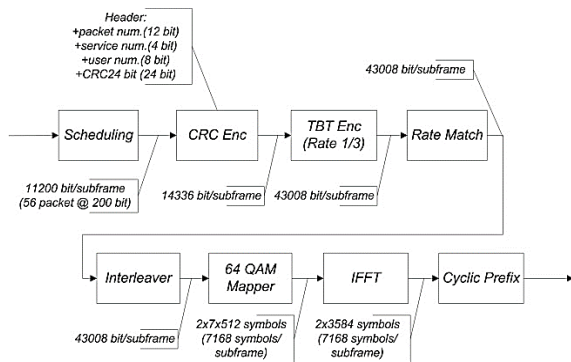 Header:
+packet num.(12 bit)
+service num.(4 bit)
+user num.(8 bit)
+CRC24 bit (24 bit)
43008 bit/subframe
Scheduling
CRC Enc
TBT Enc
(Rate 1/3)
Rate Match
11200 bit/subframe
(56 packet @ 200 bit)
14336 bit/subframe
43008 bit/subframe
Interleaver
64 QAM
Mapper
IFFT
Cyclic Prefix
43008 bit/subframe
2x7x512 symbols
(7168 symbols/
subframe)
2x3584 symbols
(7168 symbols/
subframe)